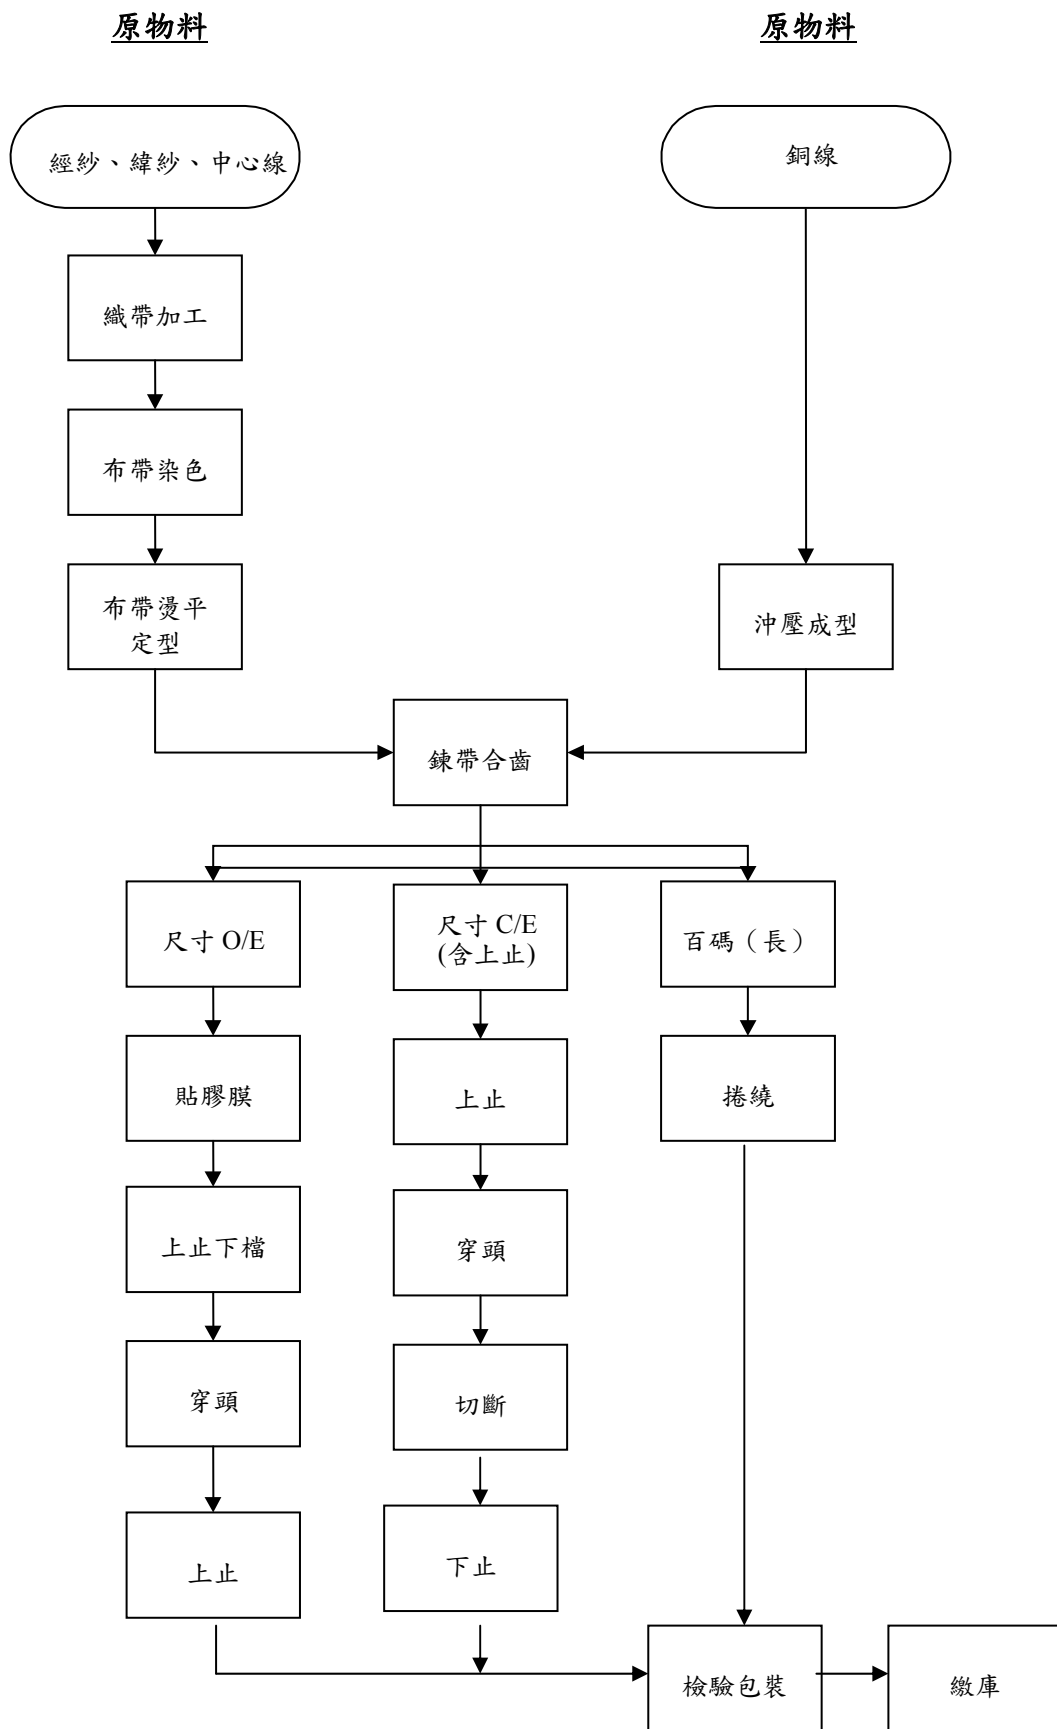 原物料
原物料
經紗、緯紗、中心線
銅線
織帶加工
布帶染色
布帶燙平
定型
沖壓成型
鍊帶合齒
尺寸 O/E
尺寸 C/E
(含上止)
百碼（長）
貼膠膜
上止
捲繞
上止下檔
穿頭
穿頭
切斷
上止
下止
檢驗包裝
繳庫